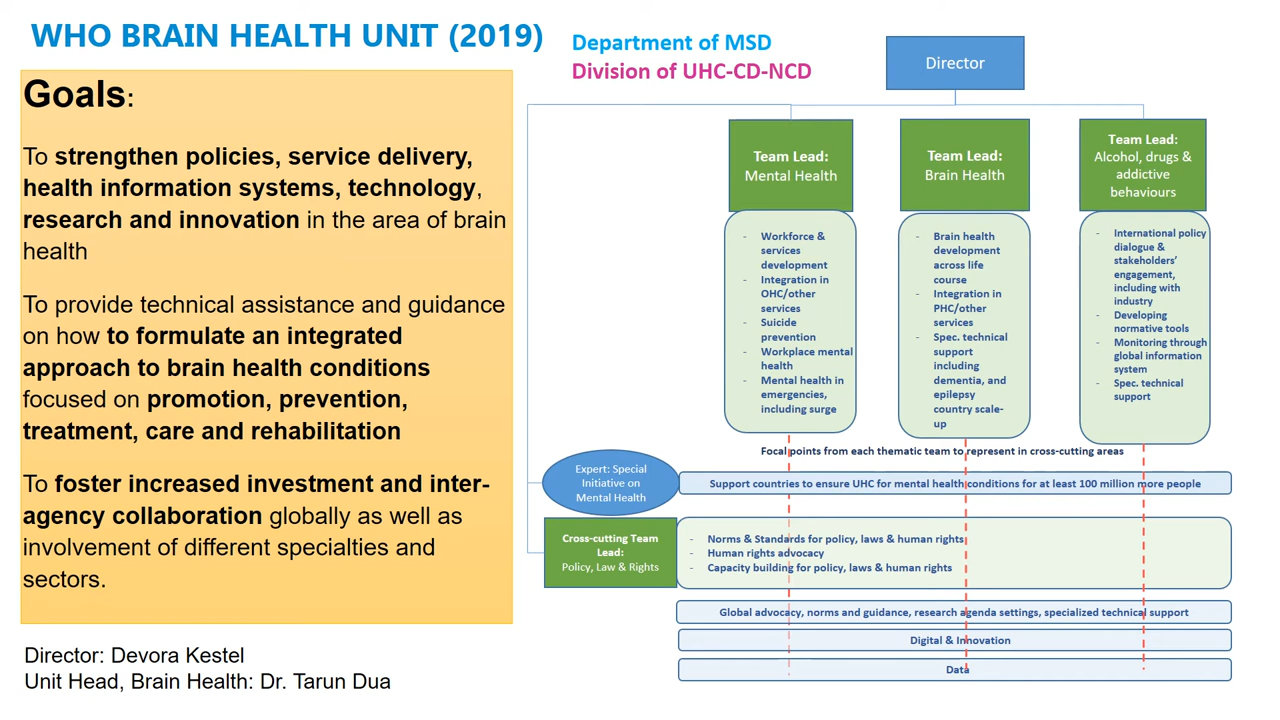 WHO BRAIN HEALTH UNIT (2019)
Goals:
To strengthen policies, service delivery,
health information systems, technology,
research and innovation in the area of brain
health
To provide technical assistance and guidance
on how to formulate an integrated
approach to brain health conditions
focused on promotion, prevention,
treatment, care and rehabilitation
To foster increased investment and inter-
agency collaboration globally as well as
involvement of different specialties and
sectors.
Director: Devora Kestel
Unit Head, Brain Health: Dr. Tarun Dua
Department of MSD
Division of UHC-CD-NCD
Director
Team Lead:
Mental Health
- Workforce &
services
development
- Integration in
OHC/other
services
- Suicide
prevention
- Workplace mental
health
- Mental health in
emergencies,
including surge
Team Lead:
Brain Health
- Brain health
development
across life
course
- Integration in
PHC/other
services
- Spec. technical
support
including
dementia, and
epilepsy
country scale-
up
Team Lead:
Alcohol, drugs &
addictive
behaviours
- International policy
dialogue &
stakeholders’
engagement,
including with
industry
- Developing
normative tools
- Monitoring through
global information
system
- Spec. technical
support
Focal points from each thematic team to represent in cross-cutting areas
Expert: Special
Initiative on
Mental Health
Support countries to ensure UHC for mental health conditions for at least 100 million more people
Cross-cutting Team
Lead:
Policy, Law & Rights
- Norms & Standards for policy, laws & human rights
- Human rights advocacy
- Capacity building for policy, laws & human rights
Global advocacy, norms and guidance, research agenda settings, specialized technical support
Digital & Innovation
Data